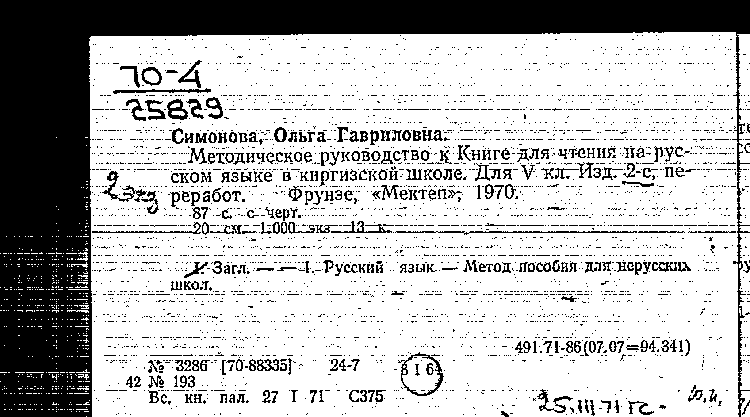 70-4
25829
Симонова, Ольга Гавриловна.
Методическое руководство к Книге для чтения на рус-
ском языке в киргизской школе. Для V кл. Изд. 2-е, пе-
2 экз
реработ. Фрунзе, «Мектеп», 1970.
87 с. с черт.
20 см. 1.000 экз. 13 к.
1. Загл. — — 1. Русский язык — Метод. пособия для нерусских
школ.
491.71-86(07.07=94.341)
№ 3286 [70-88335] 24-7
42 № 193
Вс. кн. пал. 27 I 71 С375
25.III 71 гс.